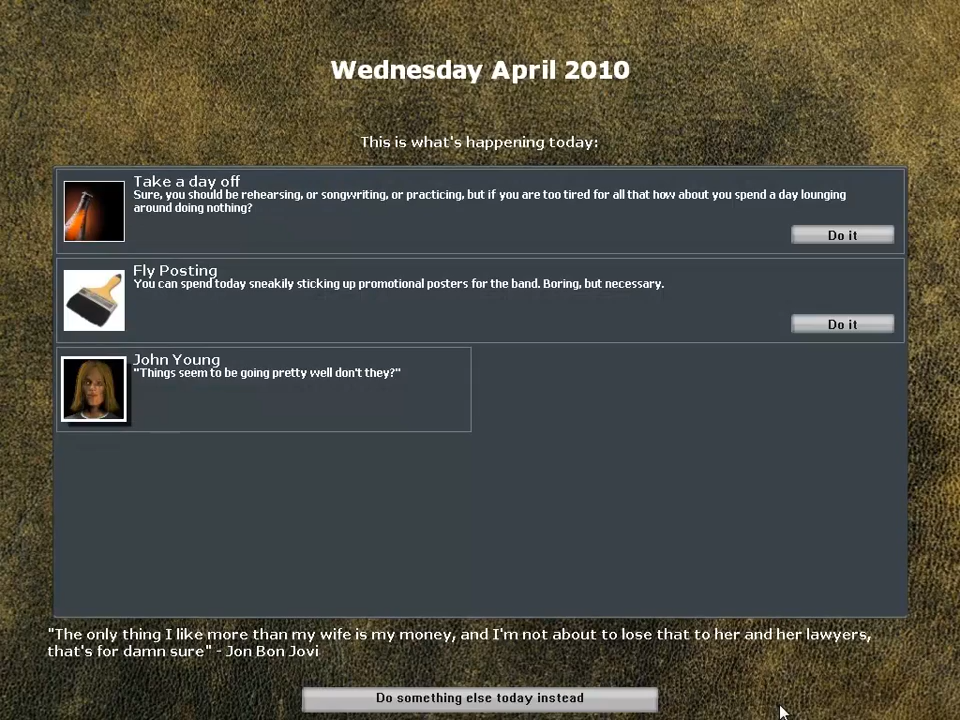 Wednesday April 2010
This is what's happening today:
Take a day off
Sure, you should be rehearsing, or songwriting, or practicing, but if you are too tired for all that how about you spend a day lounging
around doing nothing?
Do it
Fly Posting
You can spend today sneakily sticking up promotional posters for the band. Boring, but necessary.
Do it
John Young
"Things seem to be going pretty well don't they?"
"The only thing I like more than my wife is my money, and I'm not about to lose that to her and her lawyers,
that's for damn sure" - Jon Bon Jovi
Do something else today instead